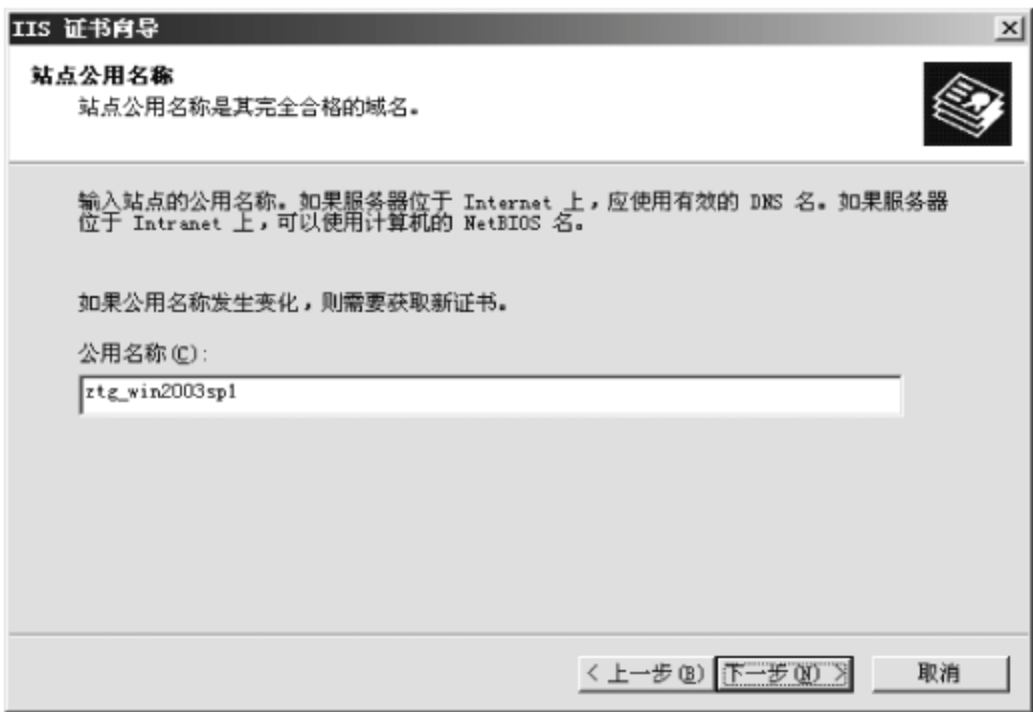 IIS 证书向导
站点公用名称
站点公用名称是其完全合格的域名。
输入站点的公用名称。如果服务器位于 Internet 上，应使用有效的 DNS 名。如果服务器
位于 Intranet 上，可以使用计算机的 NetBIOS 名。
如果公用名称发生变化，则需要获取新证书。
公用名称(C):
ztg_win2003sp1
< 上一步(B) 下一步(N) > 取消